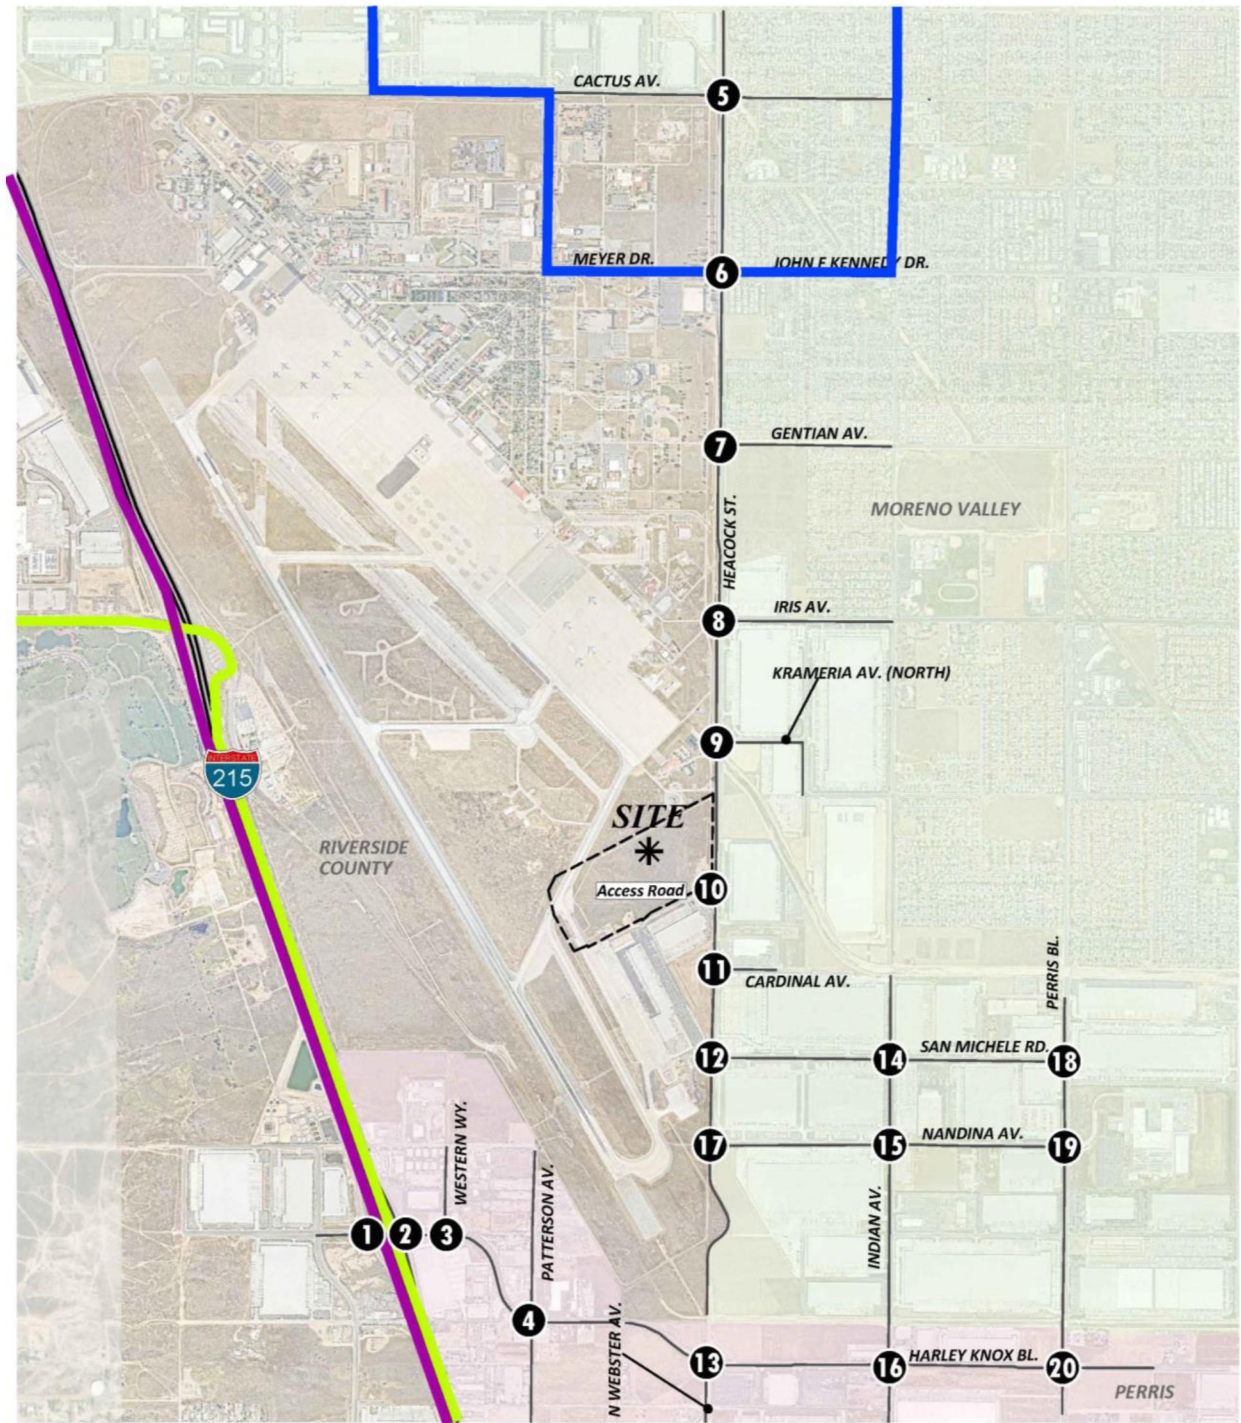 CACTUS AV.
5
MEYER DR.
JOHN F KENNEDY DR.
6
7
GENTIAN AV.
MORENO VALLEY
HEACOCK ST.
8
IRIS AV.
KRAMERIA AV. (NORTH)
9
INTERSTATE
215
SITE
RIVERSIDE
COUNTY
Access Road
10
11
CARDINAL AV.
PERRIS BL.
12
14
SAN MICHELE RD.
18
17
15
NANDINA AV.
19
WESTERN WY.
PATTERSON AV.
INDIAN AV.
1
2
3
4
N WEBSTER AV.
13
16
HARLEY KNOX BL.
20
PERRIS